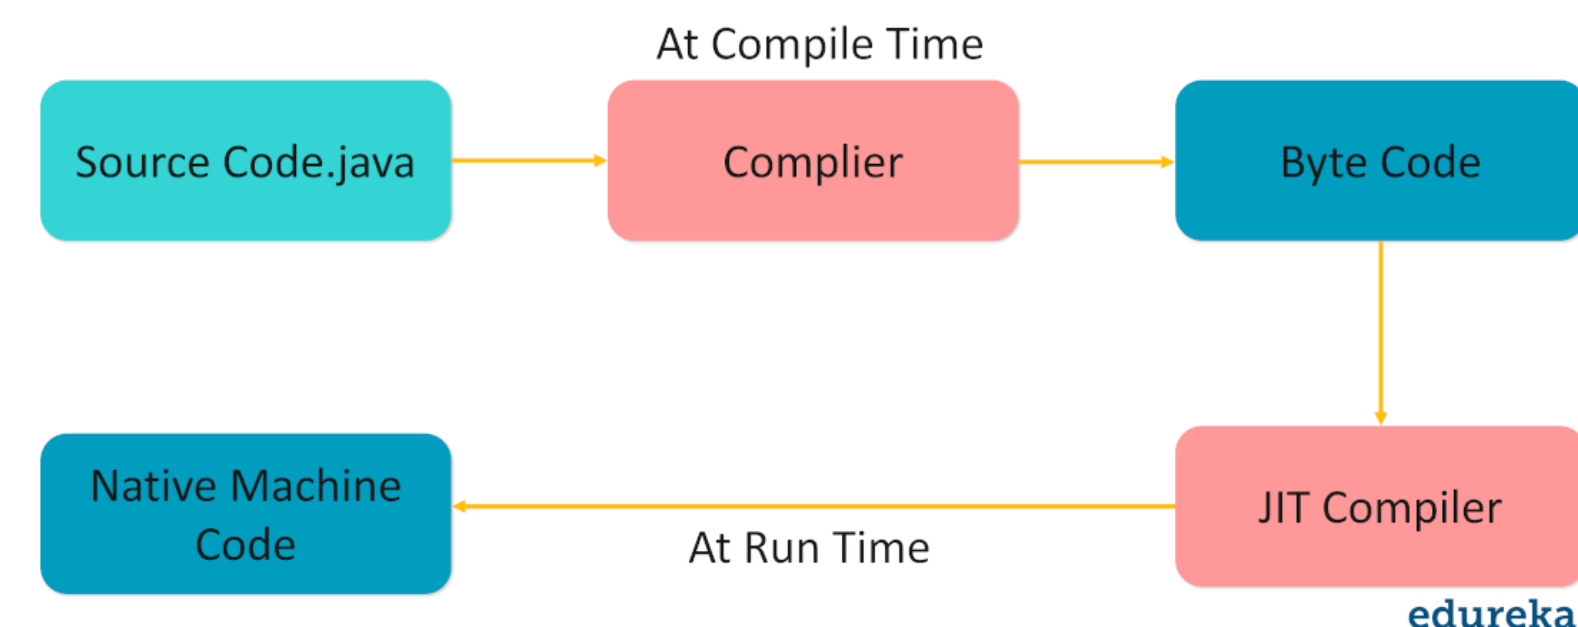 At Compile Time
Source Code.java
Complier
Byte Code
Native Machine
Code
JIT Compiler
At Run Time
edureka